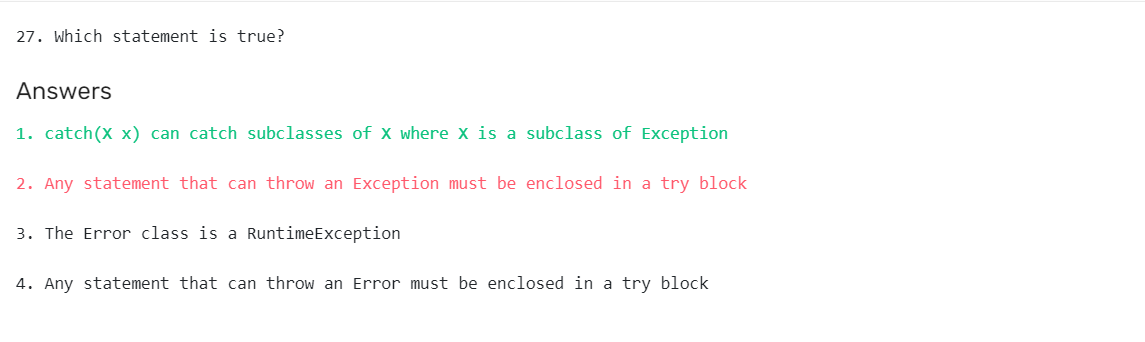 27. Which statement is true?
Answers
1. catch(X x) can catch subclasses of X where X is a subclass of Exception
2. Any statement that can throw an Exception must be enclosed in a try block
3. The Error class is a RuntimeException
4. Any statement that can throw an Error must be enclosed in a try block